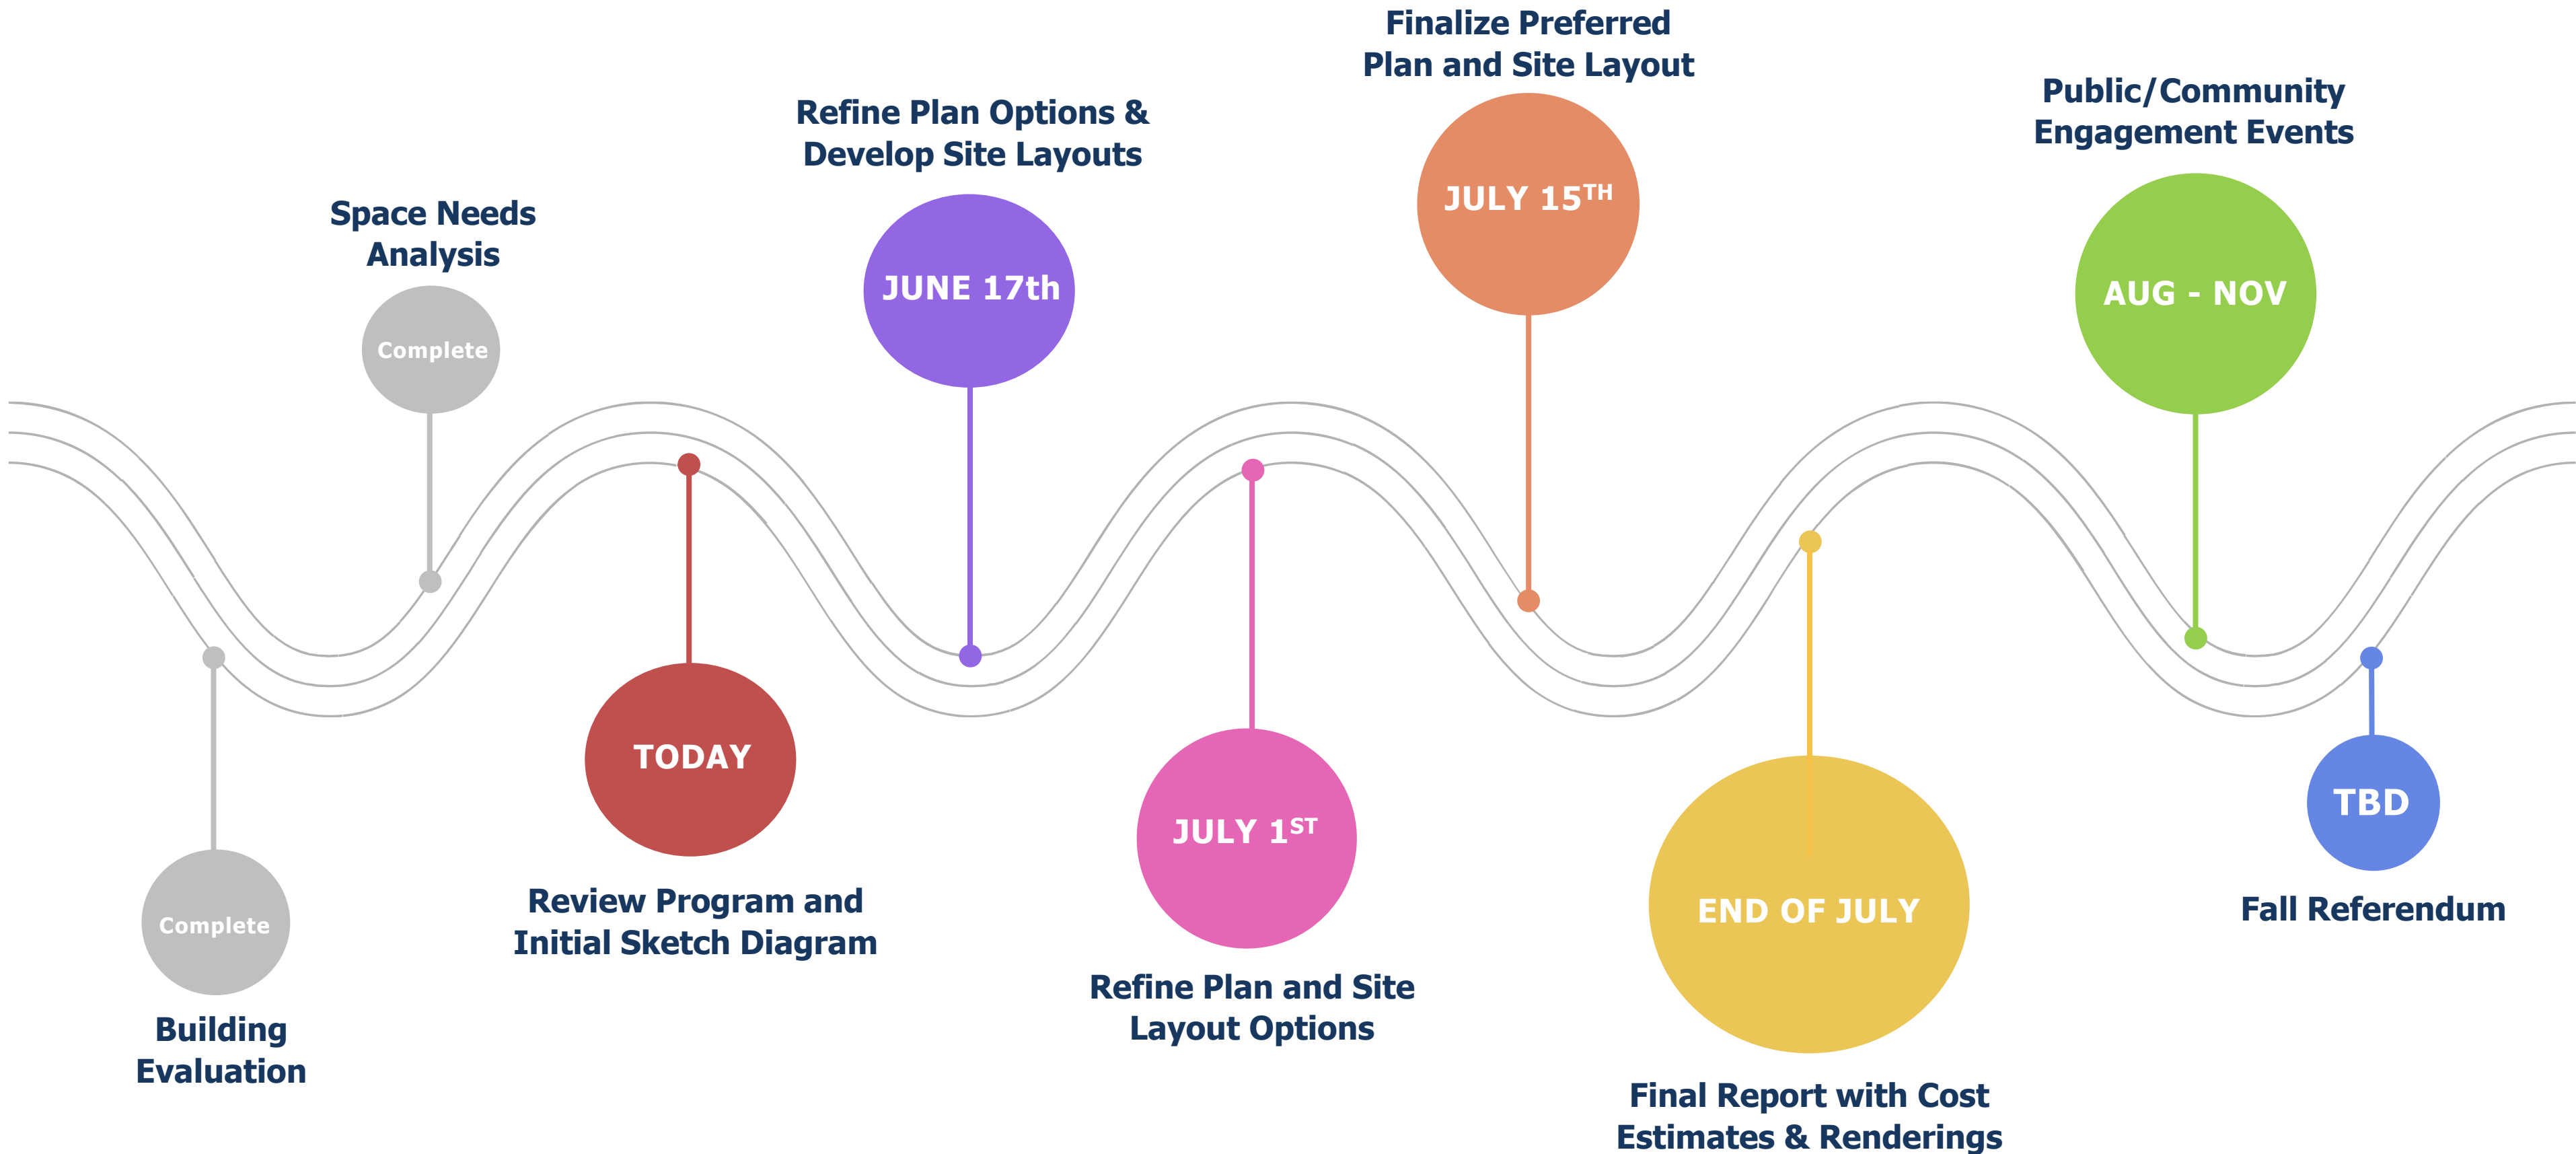 Building
Evaluation
Complete
Space Needs
Analysis
Complete
TODAY
Review Program and
Initial Sketch Diagram
Refine Plan Options &
Develop Site Layouts
JUNE 17th
JULY 1ST
Refine Plan and Site
Layout Options
Finalize Preferred
Plan and Site Layout
JULY 15TH
END OF JULY
Final Report with Cost
Estimates & Renderings
Public/Community
Engagement Events
AUG - NOV
TBD
Fall Referendum